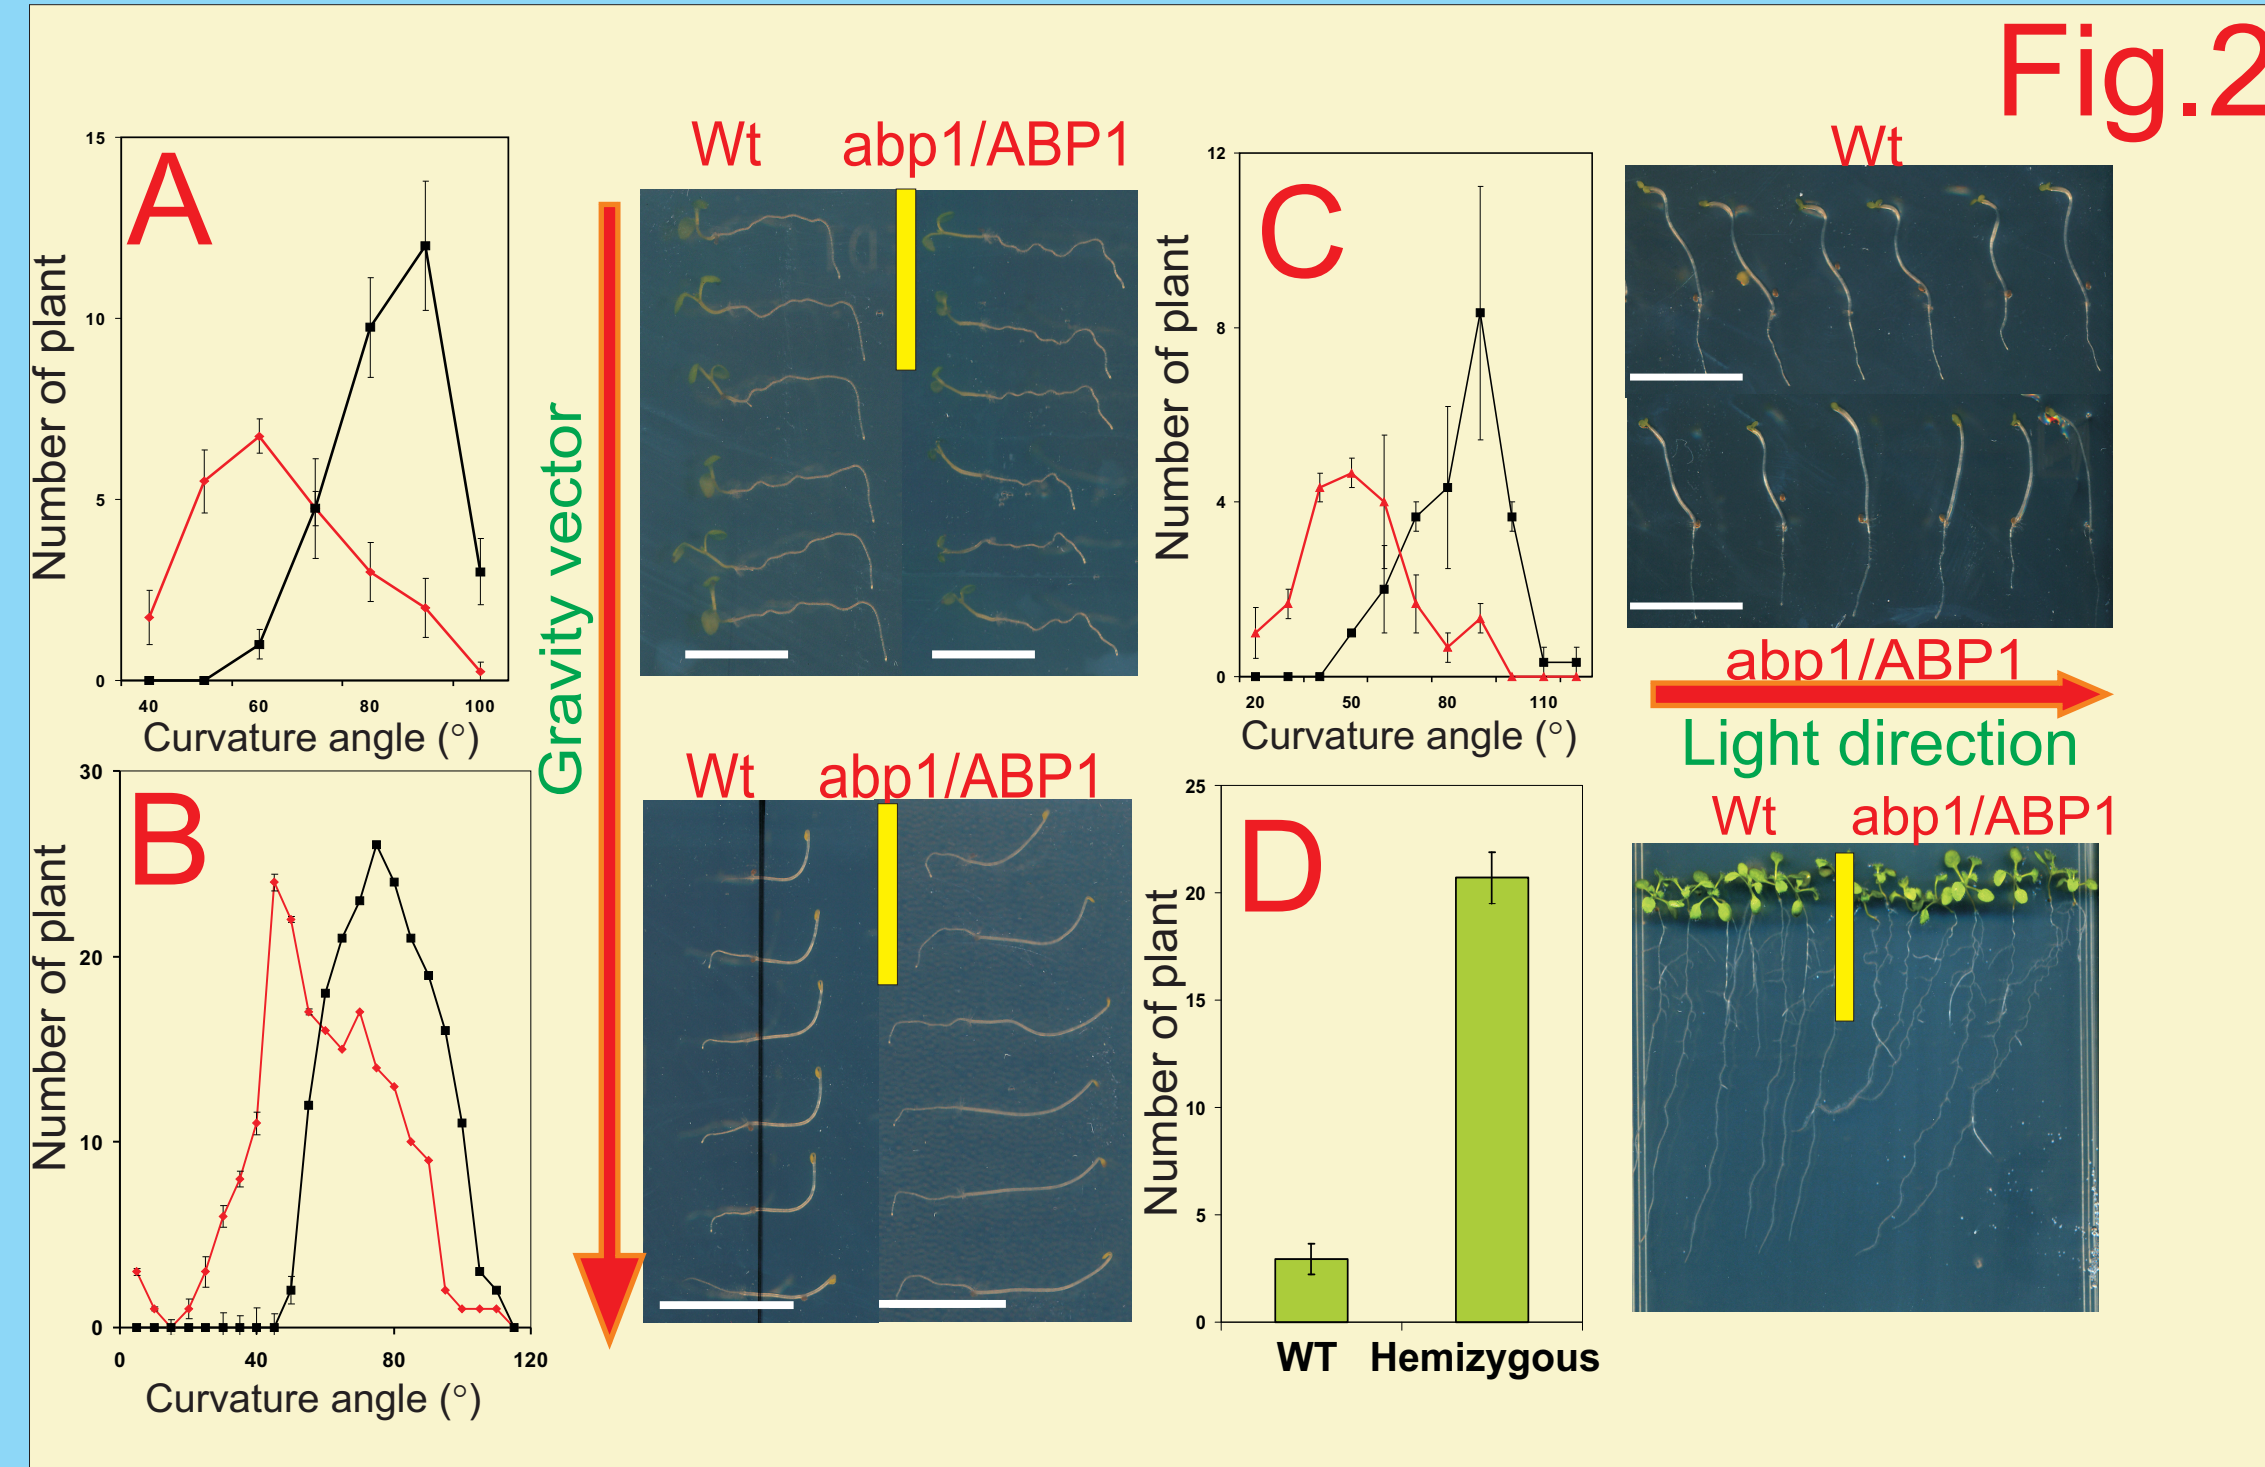 Fig.2
A
15
10
5
0
40 60 80 100
Number of plant
Curvature angle (°)
Gravity vector
Wt abp1/ABP1
B
30
20
10
0
0 40 80 120
Number of plant
Curvature angle (°)
Wt abp1/ABP1
C
12
8
4
0
20 50 80 110
Number of plant
Curvature angle (°)
Wt
abp1/ABP1
Light direction
D
25
20
15
10
5
0
WT Hemizygous
Number of plant
Wt abp1/ABP1